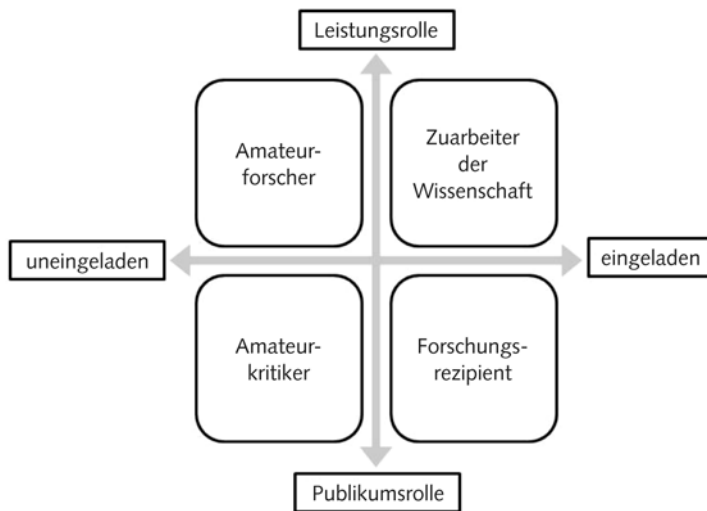 Leistungsrolle
Amateur-
forscher
Zuarbeiter
der
Wissenschaft
uneingeladen
eingeladen
Amateur-
kritiker
Forschungs-
rezipient
Publikumsrolle